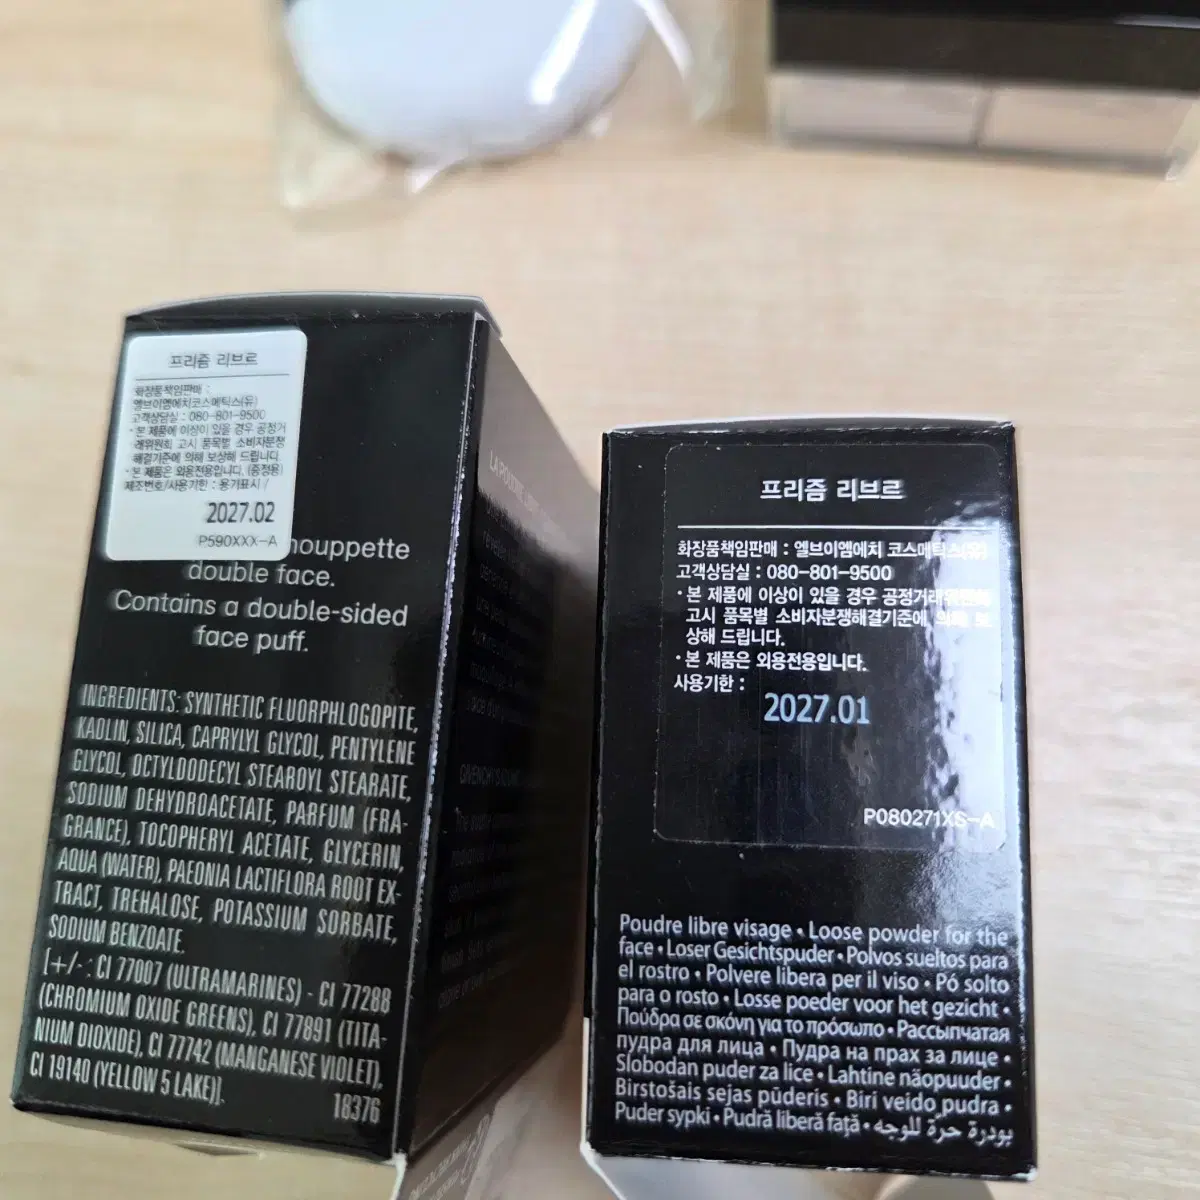 프리즘 리브르
화장품책임판매 :
엘브이엠에치코스메틱스(유)
고객상담실 : 080-801-9500
· 본 제품에 이상이 있을 경우 공정거
래위원회 고시 품목별 소비자분쟁
해결기준에 의해 보상해 드립니다.
· 본 제품은 외용전용입니다. (증정용)
제조번호/사용기한 : 용기표시 /
2027.02
P590XXX-A
houppette
double face.
Contains a double-sided
face puff.
INGREDIENTS: SYNTHETIC FLUORPHLOGOPITE,
KAOLIN, SILICA, CAPRYLYL GLYCOL, PENTYLENE
GLYCOL, OCTYLDODECYL STEAROYL STEARATE,
SODIUM DEHYDROACETATE, PARFUM (FRA-
GRANCE), TOCOPHERYL ACETATE, GLYCERIN,
AQUA (WATER), PAEONIA LACTIFLORA ROOT EX-
TRACT, TREHALOSE, POTASSIUM SORBATE,
SODIUM BENZOATE.
[+/- : CI 77007 (ULTRAMARINES) - CI 77288
(CHROMIUM OXIDE GREENS), CI 77891 (TITA-
NIUM DIOXIDE), CI 77742 (MANGANESE VIOLET),
CI 19140 (YELLOW 5 LAKE)].
18376
LA POUDRE
프리즘 리브르
화장품책임판매 : 엘브이엠에치 코스메틱스(유)
고객상담실 : 080-801-9500
· 본 제품에 이상이 있을 경우 공정거래위원회
고시 품목별 소비자분쟁해결기준에 의해 보
상해 드립니다.
· 본 제품은 외용전용입니다.
사용기한 :
2027.01
P080271XS-A
Poudre libre visage • Loose powder for the
face • Loser Gesichtspuder • Polvos sueltos para
el rostro • Polvere libera per il viso • Pó solto
para o rosto • Losse poeder voor het gezicht •
Πούδρα σε σκόνη για το πρόσωπο • Рассыпчатая
пудра для лица • Пудра на прах за лице •
Slobodan puder za lice • Lahtine näopuuder •
Birstošais sejas pūderis • Biri veido pudra •
Puder sypki • Pudră liberă față • بودرة حرّة للوجه